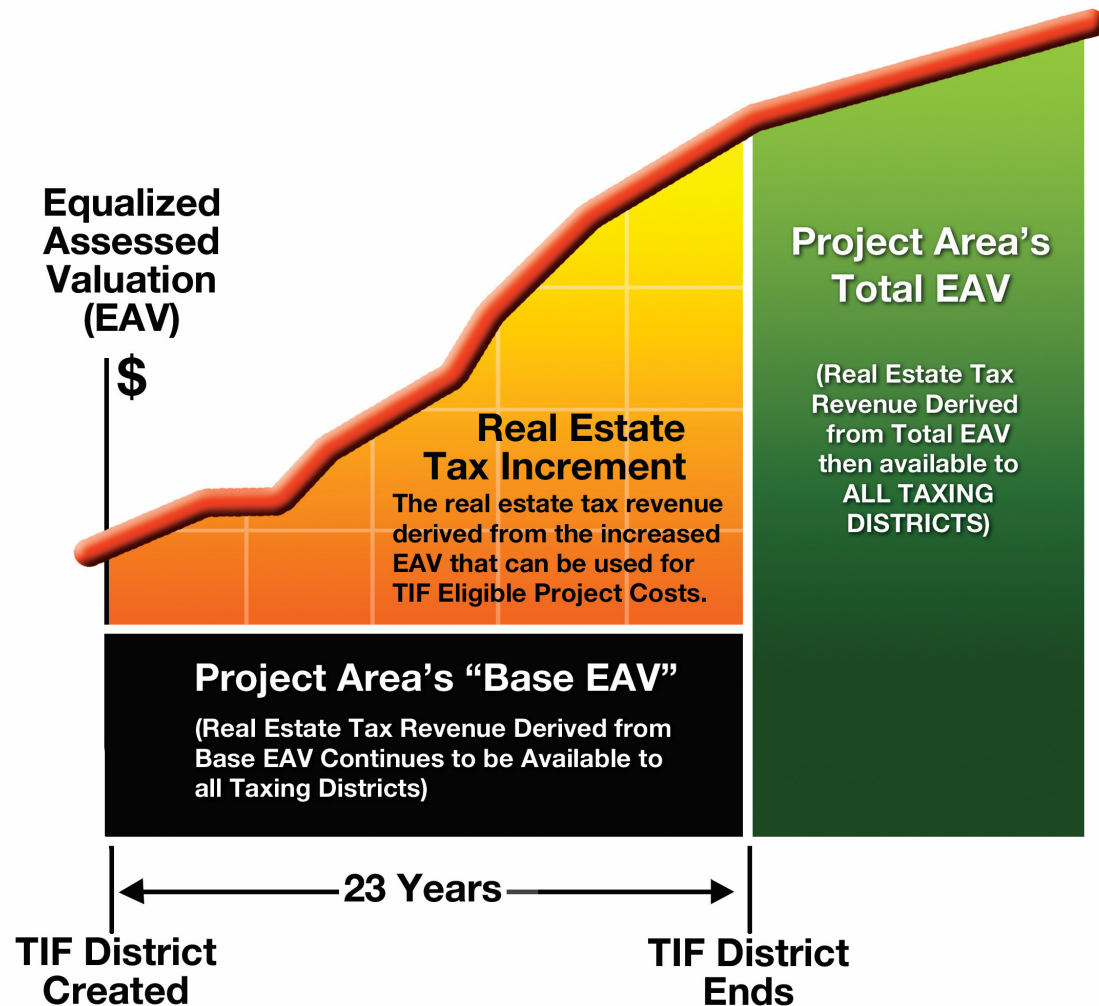 Equalized
Assessed
Valuation
(EAV)
$
Project Area’s
Total EAV
(Real Estate Tax
Revenue Derived
from Total EAV
then available to
ALL TAXING
DISTRICTS)
Real Estate
Tax Increment
The real estate tax revenue
derived from the increased
EAV that can be used for
TIF Eligible Project Costs.
Project Area’s “Base EAV”
(Real Estate Tax Revenue Derived from
Base EAV Continues to be Available to
all Taxing Districts)
23 Years
TIF District
Created
TIF District
Ends